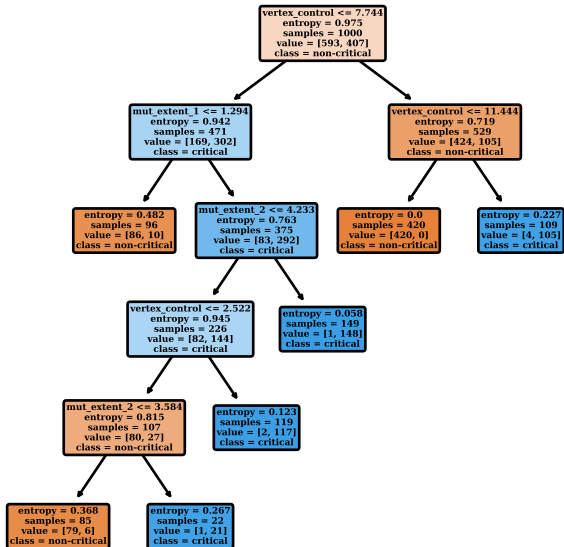 vertex_control <= 7.744
entropy = 0.975
samples = 1000
value = [593, 407]
class = non-critical
mut_extent_1 <= 1.294
entropy = 0.942
samples = 471
value = [169, 302]
class = critical
vertex_control <= 11.444
entropy = 0.719
samples = 529
value = [424, 105]
class = non-critical
entropy = 0.482
samples = 96
value = [86, 10]
class = non-critical
mut_extent_2 <= 4.233
entropy = 0.763
samples = 375
value = [83, 292]
class = critical
entropy = 0.0
samples = 420
value = [420, 0]
class = non-critical
entropy = 0.227
samples = 109
value = [4, 105]
class = critical
vertex_control <= 2.522
entropy = 0.945
samples = 226
value = [82, 144]
class = critical
entropy = 0.058
samples = 149
value = [1, 148]
class = critical
mut_extent_2 <= 3.584
entropy = 0.815
samples = 107
value = [80, 27]
class = non-critical
entropy = 0.123
samples = 119
value = [2, 117]
class = critical
entropy = 0.368
samples = 85
value = [79, 6]
class = non-critical
entropy = 0.267
samples = 22
value = [1, 21]
class = critical